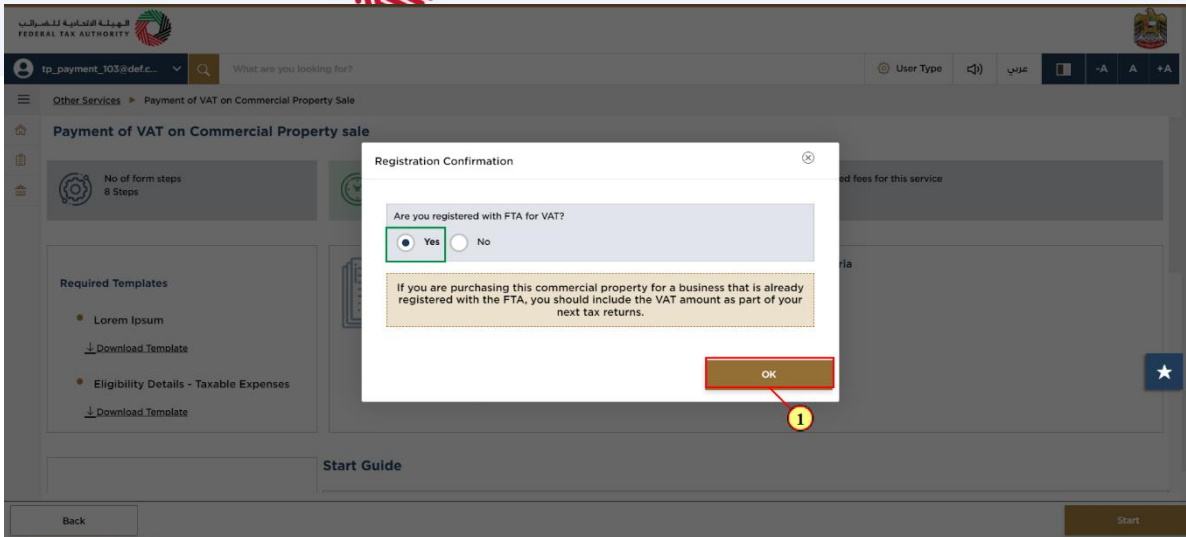 الهيئة الاتحادية للضرائب
FEDERAL TAX AUTHORITY
tp_payment_103@def.c...
What are you looking for?
User Type
عربي
-A
A
+A
Other Services
Payment of VAT on Commercial Property Sale
Payment of VAT on Commercial Property sale
No of form steps
8 Steps
ed fees for this service
Registration Confirmation
Are you registered with FTA for VAT?
Yes
No
If you are purchasing this commercial property for a business that is already
registered with the FTA, you should include the VAT amount as part of your
next tax returns.
OK
1
Required Templates
Lorem Ipsum
Download Template
Eligibility Details - Taxable Expenses
Download Template
ria
Start Guide
Back
Start